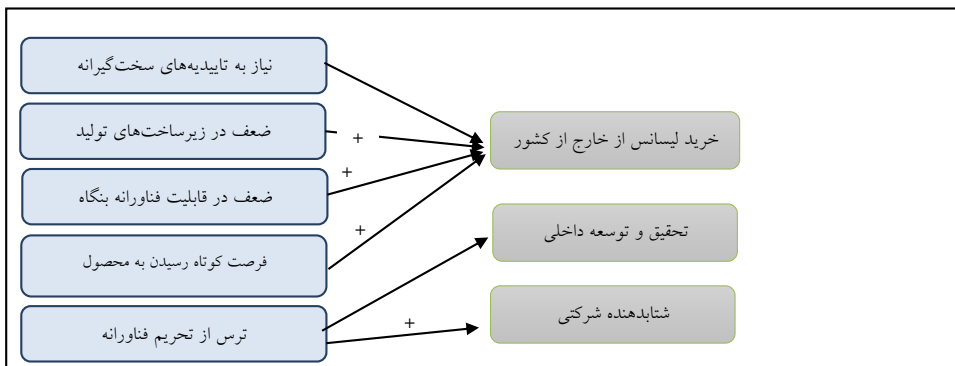 نیاز به تاییدیه‌های سخت‌گیرانه
ضعف در زیرساخت‌های تولید
+
خرید لیسانس از خارج از کشور
+
ضعف در قابلیت فناورانه بنگاه
+
تحقیق و توسعه داخلی
فرصت کوتاه رسیدن به محصول
شتابدهنده شرکتی
+
ترس از تحریم فناورانه